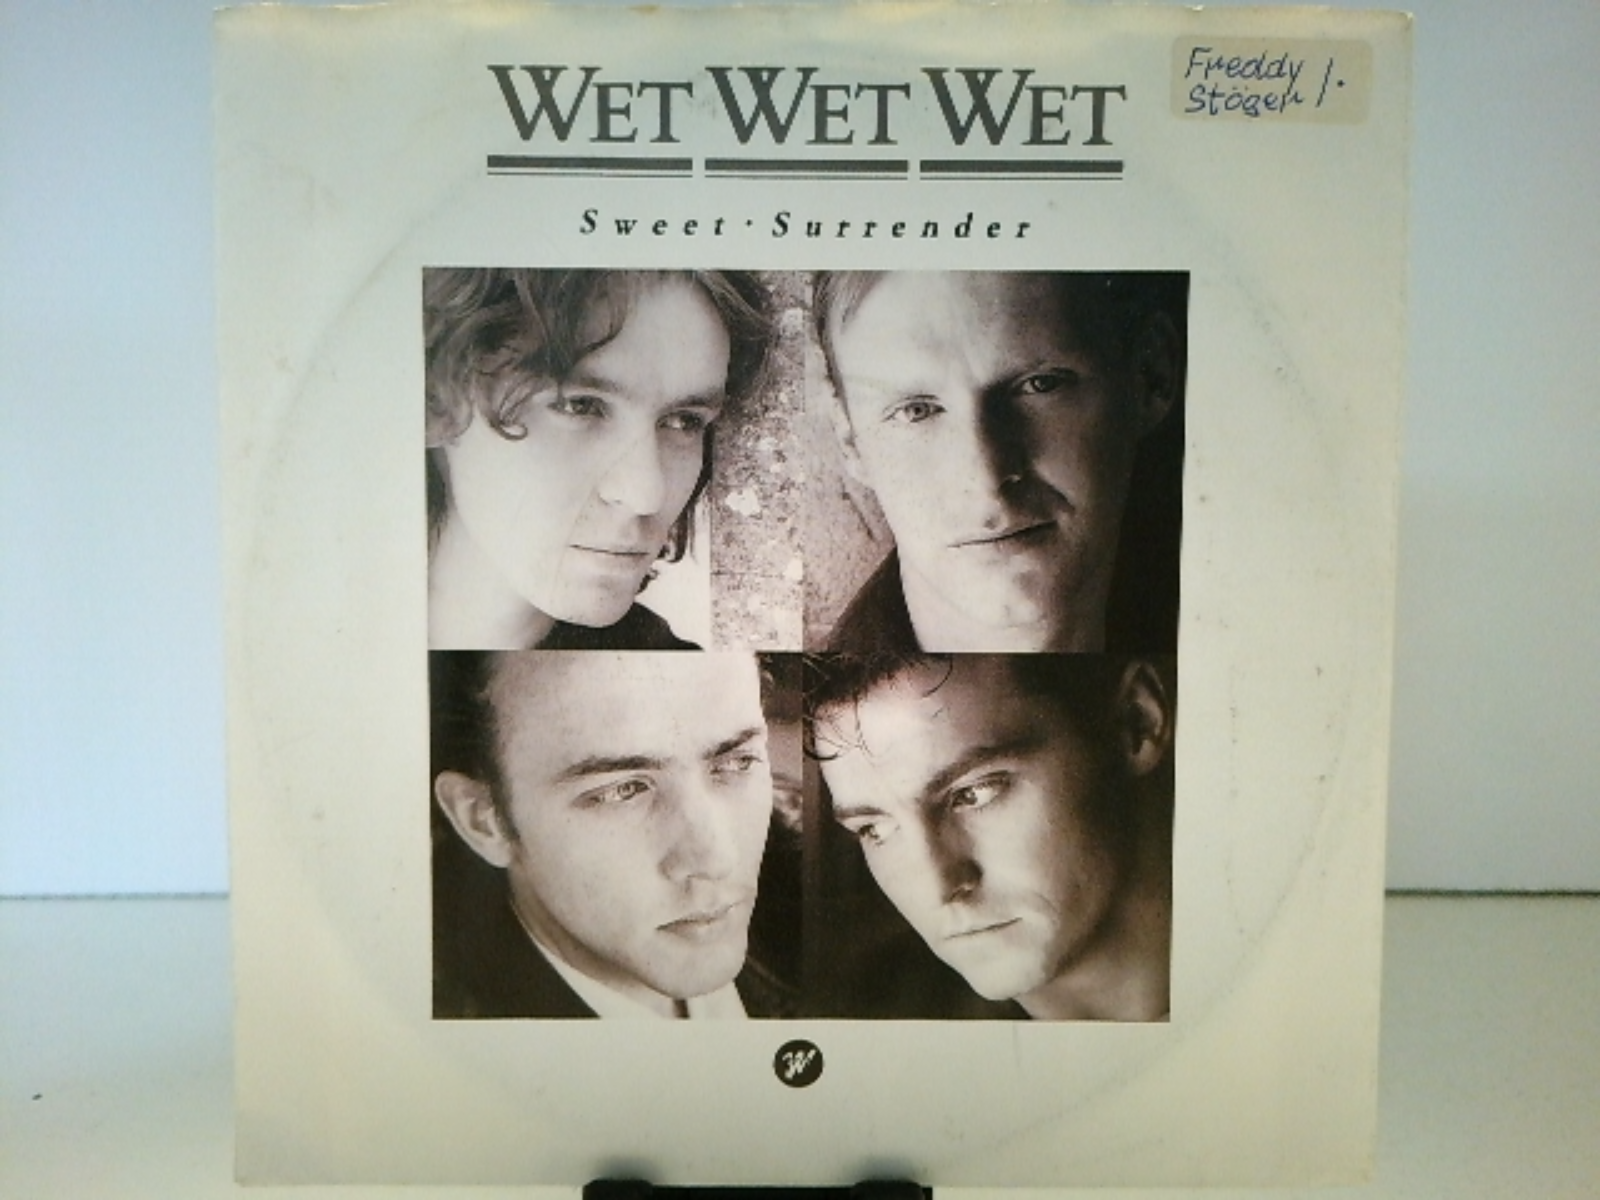 WET WET WET
Freddy 1.
Stöger
Sweet · Surrender